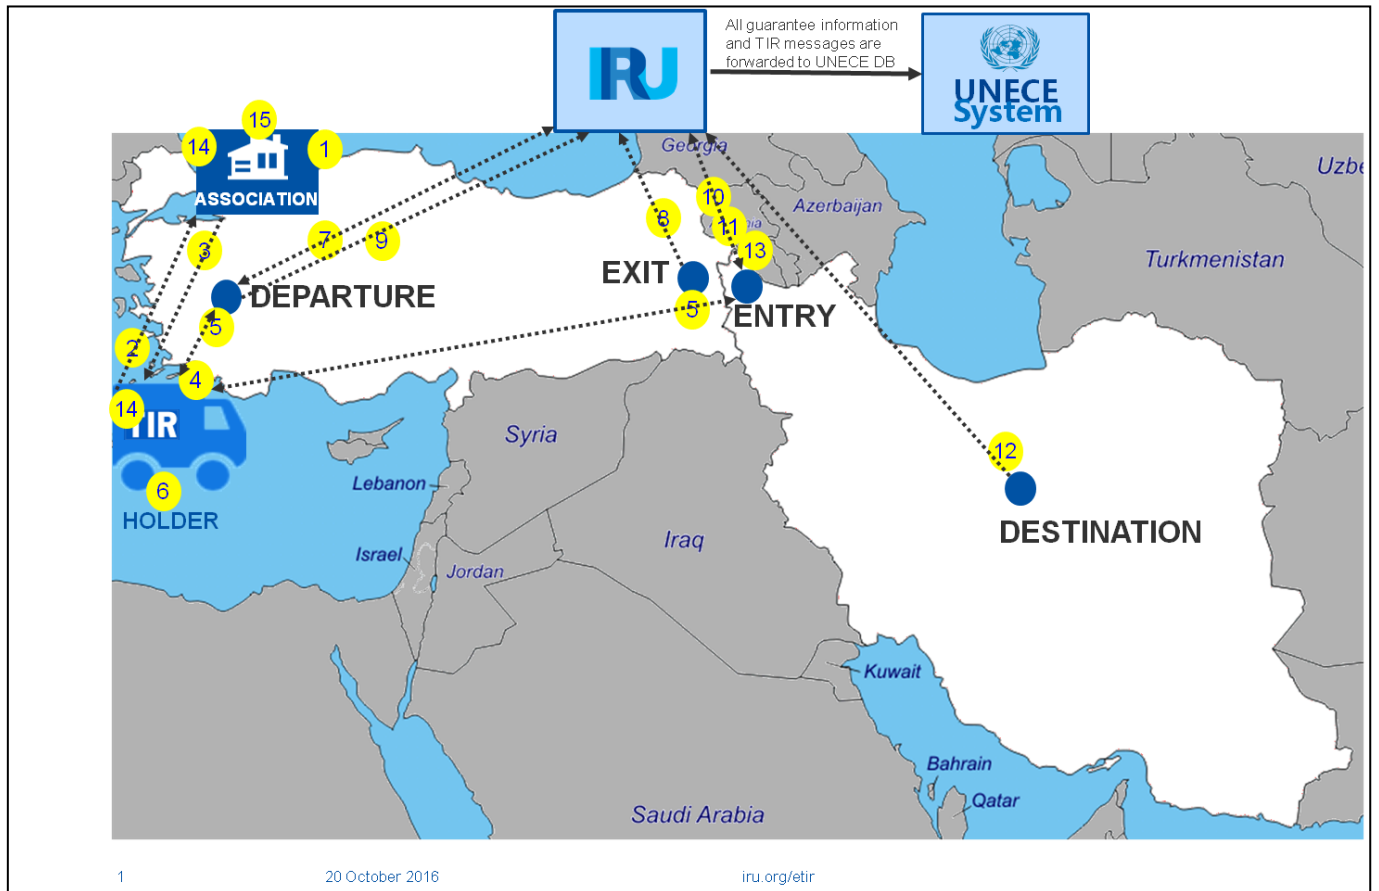 All guarantee information
and TIR messages are
forwarded to UNECE DB
IRU
UNECE
System
15
14
1
ASSOCIATION
Georgia
Uzbe
Azerbaijan
Turkmenistan
10
8
11
nia
13
7
9
3
EXIT
DEPARTURE
5
ENTRY
5
2
4
14
TIR
6
HOLDER
Syria
Lebanon
Israel
Jordan
Iraq
12
DESTINATION
Kuwait
Bahrain
Qatar
Saudi Arabia
1
20 October 2016
iru.org/etir